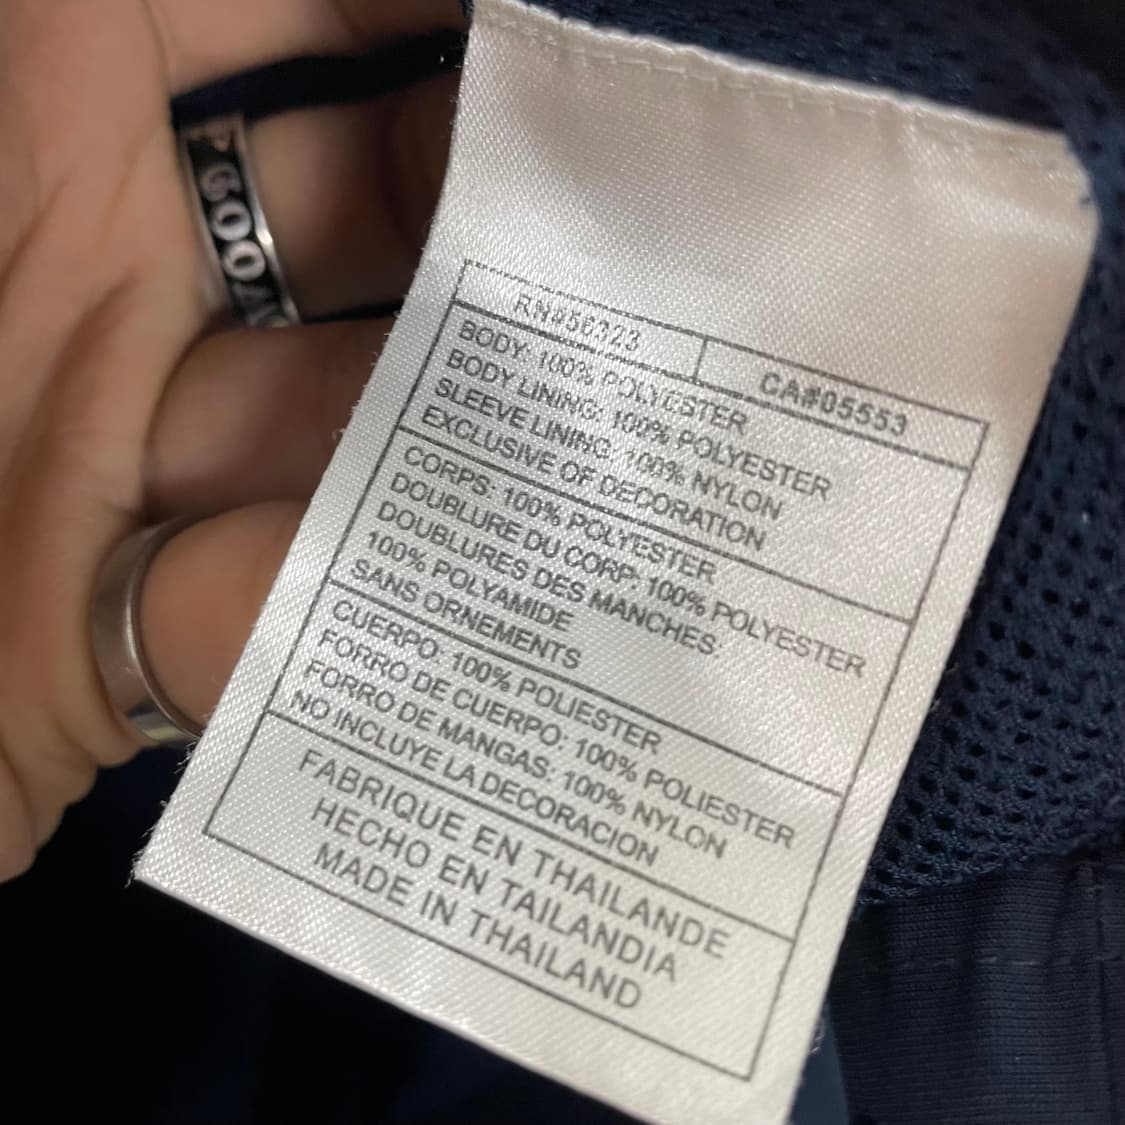 CA#05553
BODY: 100% POLYESTER
BODY LINING: 100% POLYESTER
SLEEVE LINING: 100% NYLON
EXCLUSIVE OF DECORATION
CORPS: 100% POLYESTER
DOUBLURE DU CORP: 100% POLYESTER
DOUBLURES DES MANCHES:
100% POLYAMIDE
SANS ORNEMENTS
CUERPO: 100% POLIESTER
FORRO DE CUERPO: 100% POLIESTER
FORRO DE MANGAS: 100% NYLON
NO INCLUYE LA DECORACION
FABRIQUE EN THAILANDE
HECHO EN TAILANDIA
MADE IN THAILAND